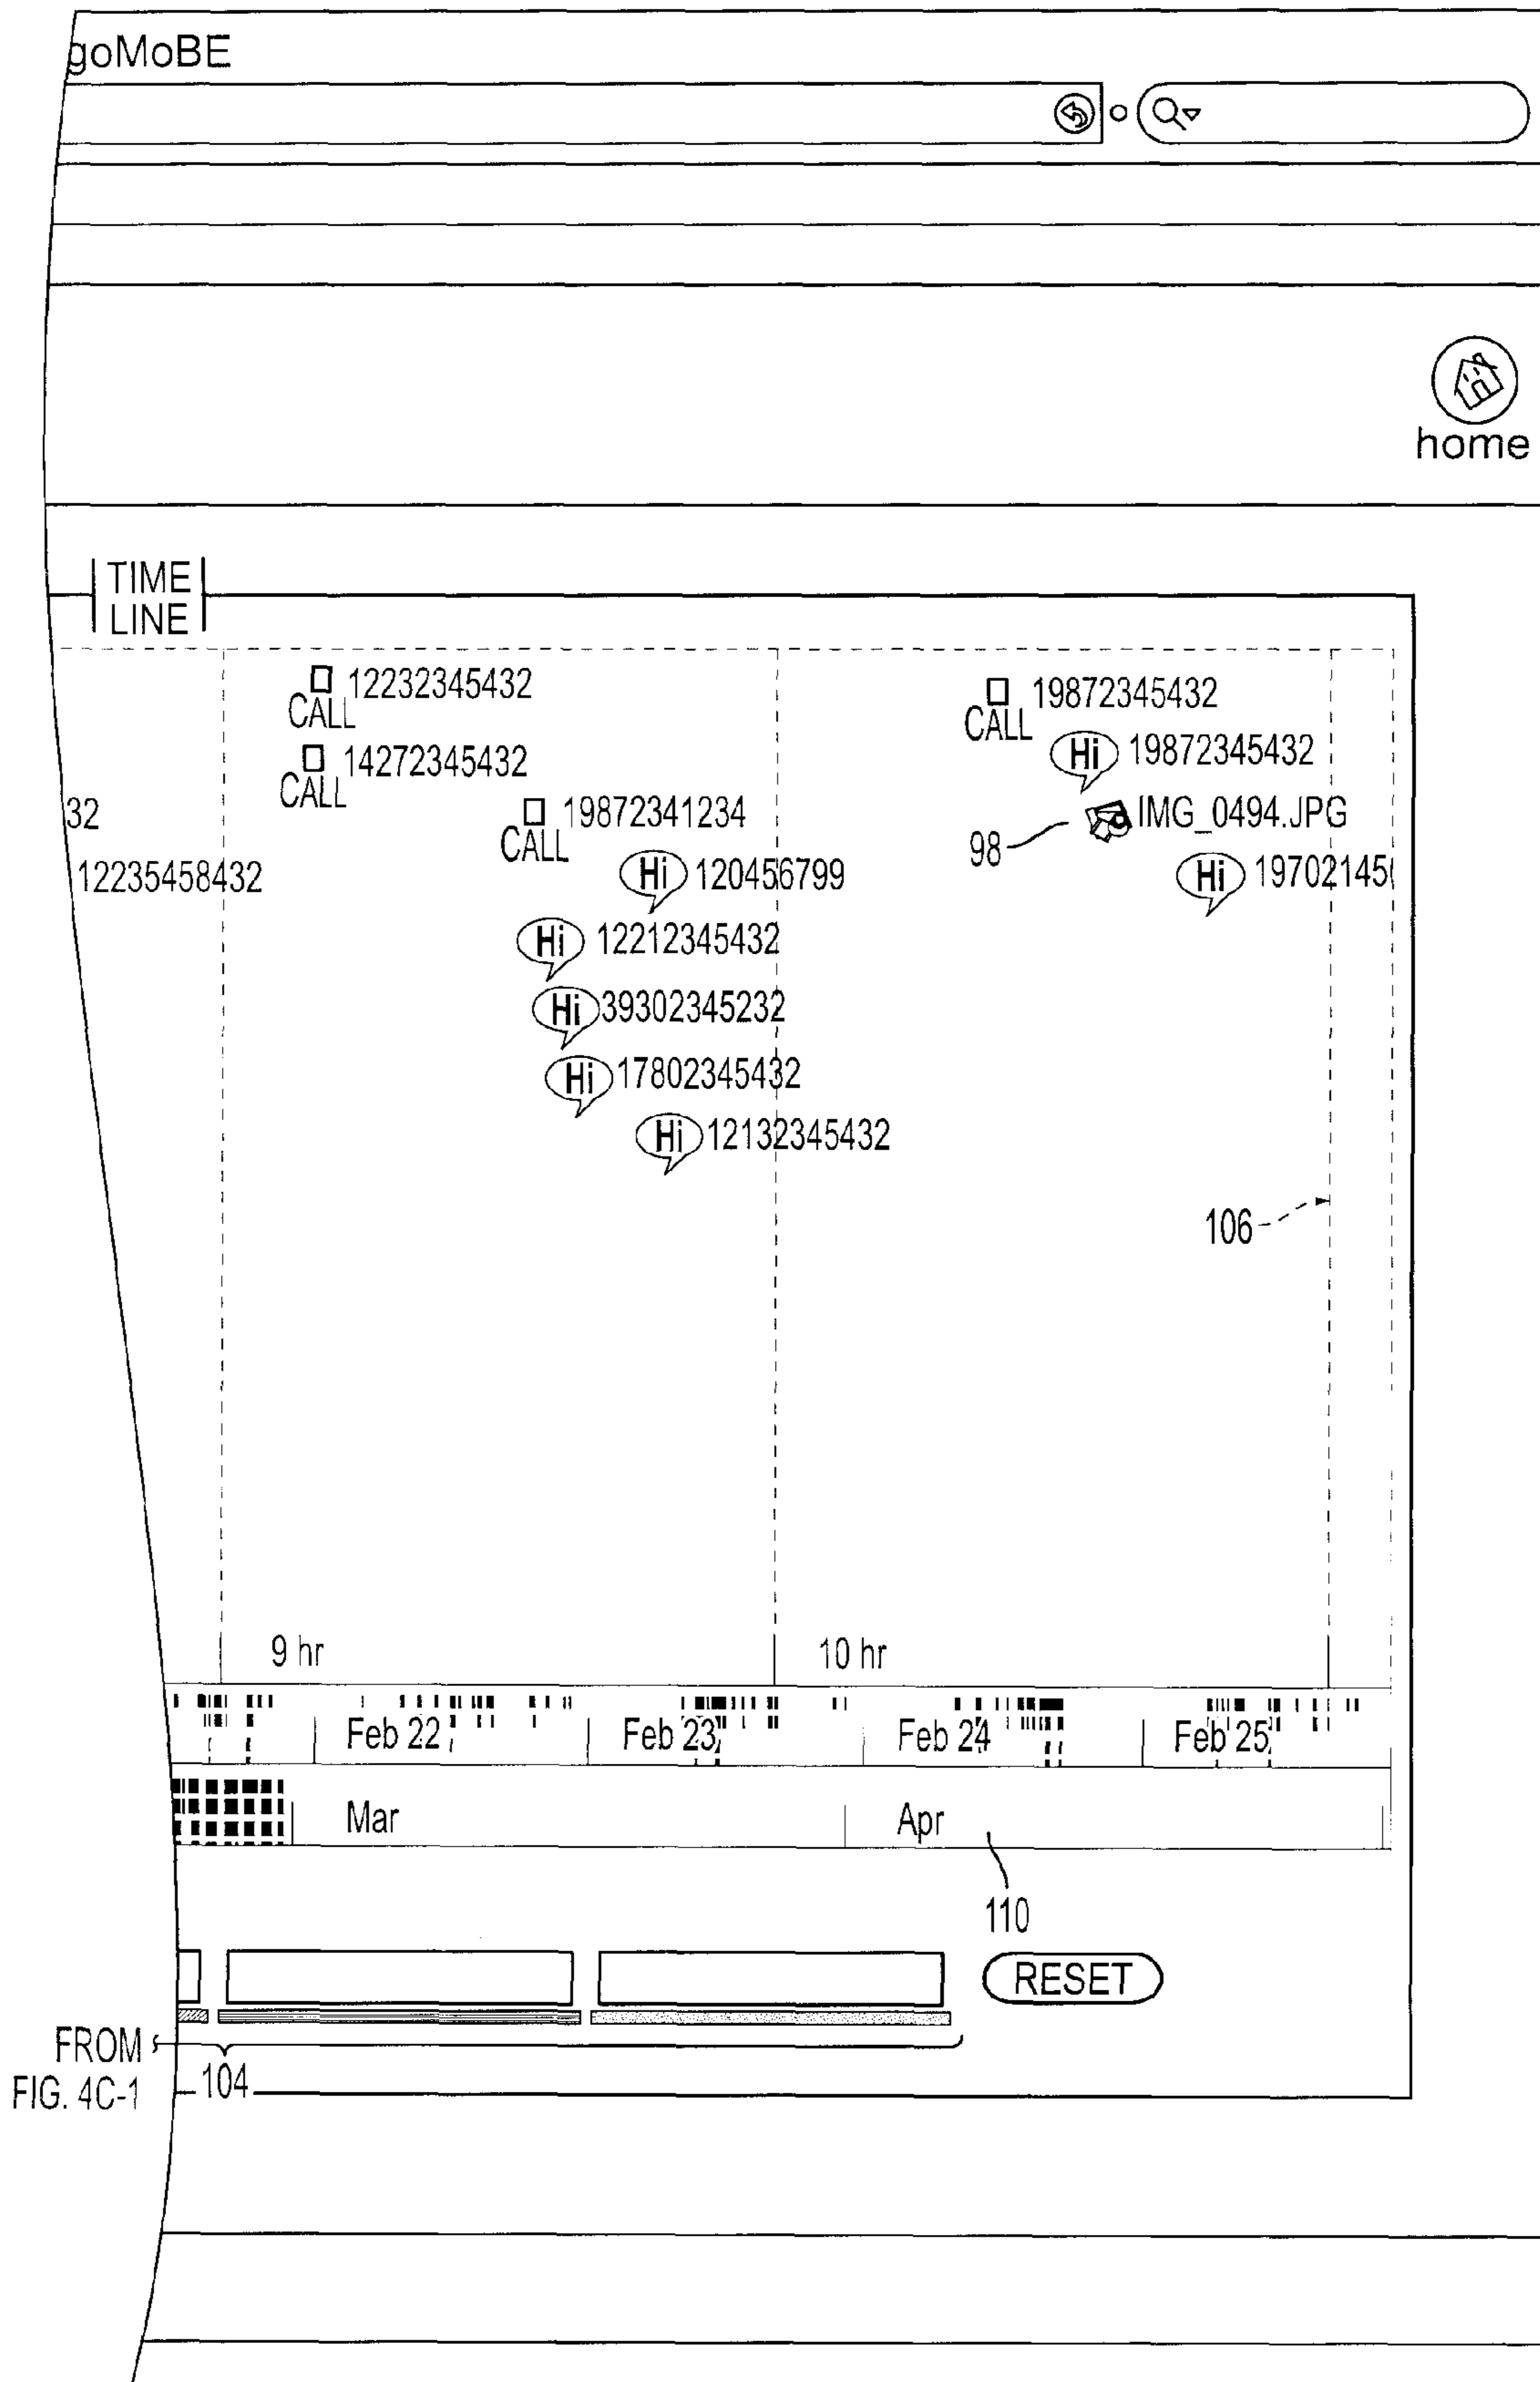 goMoBE
home
TIME
LINE
12232345432
CALL
19872345432
CALL
14272345432
CALL
Hi 19872345432
32
19872341234
CALL
IMG_0494.JPG
98
12235458432
Hi 120456799
Hi 19702145
Hi 12212345432
Hi 39302345232
Hi 17802345432
Hi 12132345432
106
9 hr
10 hr
Feb 22
Feb 23
Feb 24
Feb 25
Mar
Apr
110
RESET
FROM
FIG. 4C-1
104